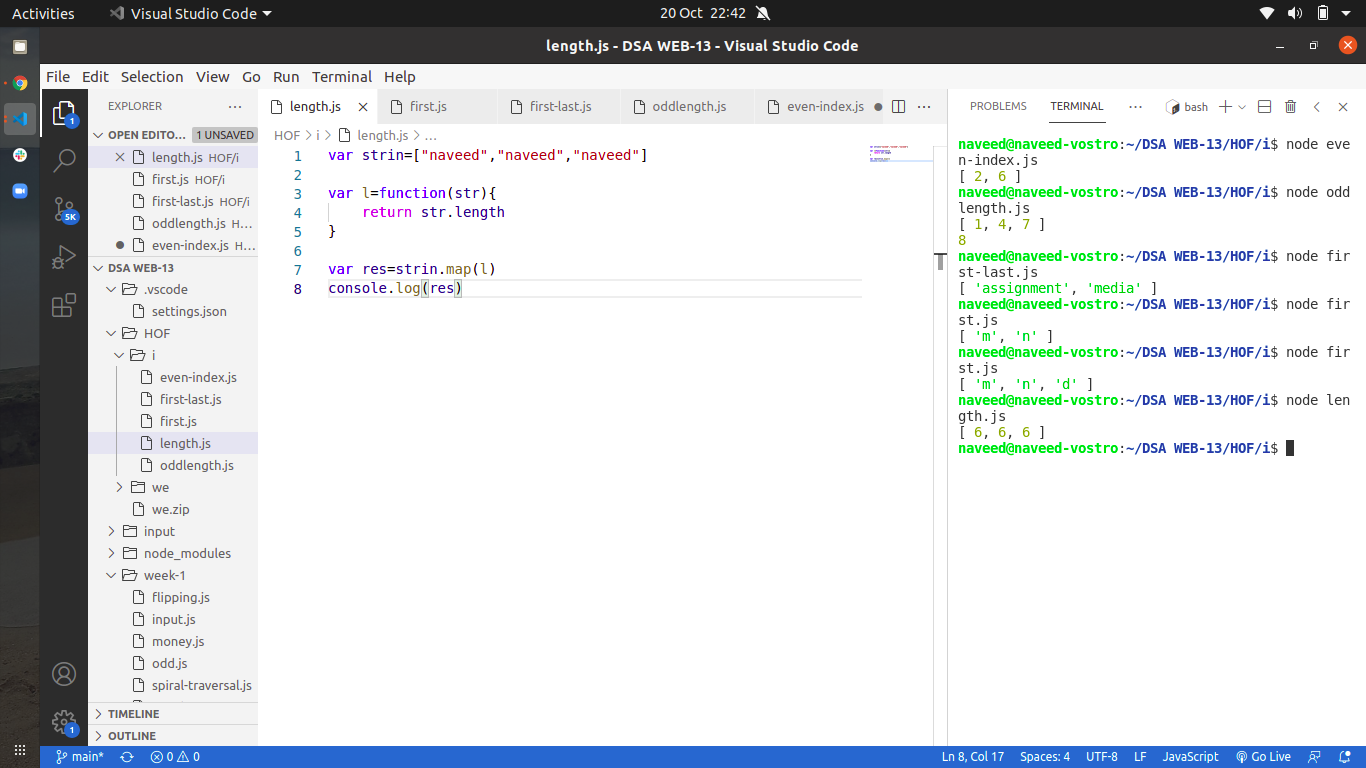 Activities Visual Studio Code 20 Oct 22:42
length.js - DSA WEB-13 - Visual Studio Code
File Edit Selection View Go Run Terminal Help
EXPLORER ...
OPEN EDITO... 1 UNSAVED
length.js HOF/i
first.js HOF/i
first-last.js HOF/i
oddlength.js H...
even-index.js H...
DSA WEB-13
.vscode
settings.json
HOF
i
even-index.js
first-last.js
first.js
length.js
oddlength.js
we
we.zip
input
node_modules
week-1
flipping.js
input.js
money.js
odd.js
spiral-traversal.js
TIMELINE
OUTLINE
1
5K
1
length.js first.js first-last.js oddlength.js even-index.js ...
HOF > i > length.js > ...
1 var strin=["naveed","naveed","naveed"]
2
3 var l=function(str){
4 return str.length
5 }
6
7 var res=strin.map(l)
8 console.log(res)
PROBLEMS TERMINAL ... bash
naveed@naveed-vostro:~/DSA WEB-13/HOF/i$ node eve
n-index.js
[ 2, 6 ]
naveed@naveed-vostro:~/DSA WEB-13/HOF/i$ node odd
length.js
[ 1, 4, 7 ]
8
naveed@naveed-vostro:~/DSA WEB-13/HOF/i$ node fir
st-last.js
[ 'assignment', 'media' ]
naveed@naveed-vostro:~/DSA WEB-13/HOF/i$ node fir
st.js
[ 'm', 'n' ]
naveed@naveed-vostro:~/DSA WEB-13/HOF/i$ node fir
st.js
[ 'm', 'n', 'd' ]
naveed@naveed-vostro:~/DSA WEB-13/HOF/i$ node len
gth.js
[ 6, 6, 6 ]
naveed@naveed-vostro:~/DSA WEB-13/HOF/i$
main* 0 0 Ln 8, Col 17 Spaces: 4 UTF-8 LF JavaScript Go Live